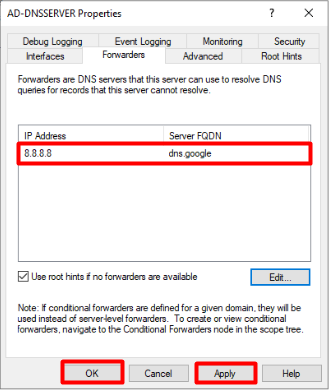 AD-DNSSERVER Properties ? ×
Debug Logging Event Logging Monitoring Security
Interfaces Forwarders Advanced Root Hints
Forwarders are DNS servers that this server can use to resolve DNS
queries for records that this server cannot resolve.
IP Address Server FQDN
8.8.8.8 dns.google
Use root hints if no forwarders are available Edit...
Note: If conditional forwarders are defined for a given domain, they will be
used instead of server-level forwarders. To create or view conditional
forwarders, navigate to the Conditional Forwarders node in the scope tree.
OK Cancel Apply Help